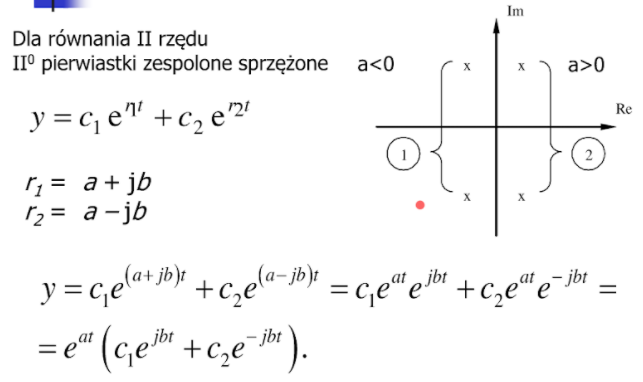 Dla równania II rzędu
II⁰ pierwiastki zespolone sprzężone
a<0
a>0
Im
Re
x x
1 2
x x
y = c₁ e^{r₁t} + c₂ e^{r₂t}
r₁ = a + jb
r₂ = a − jb
y = c₁e^{(a+jb)t} + c₂e^{(a−jb)t} = c₁e^{at}e^{jbt} + c₂e^{at}e^{−jbt} =
= e^{at} (c₁e^{jbt} + c₂e^{−jbt}).